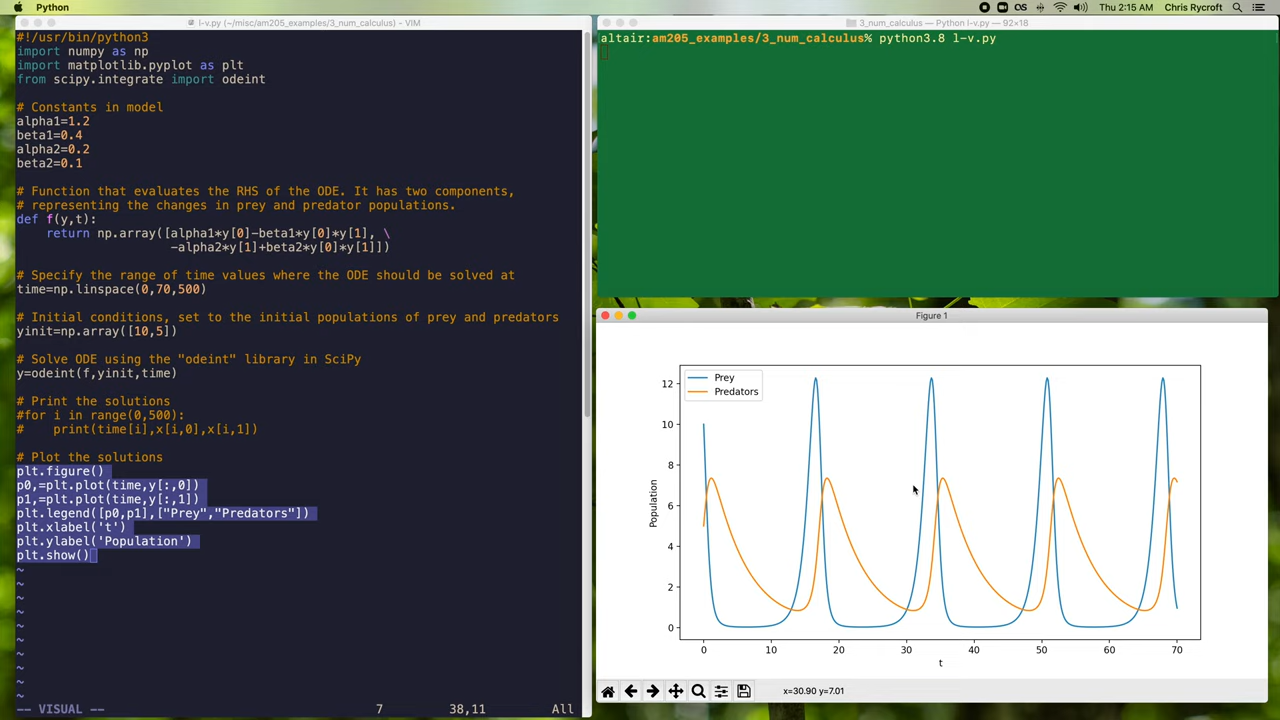 Python
Thu 2:15 AM Chris Rycroft
l-v.py (~/misc/am205_examples/3_num_calculus) - VIM
#!/usr/bin/python3
import numpy as np
import matplotlib.pyplot as plt
from scipy.integrate import odeint
# Constants in model
alpha1=1.2
beta1=0.4
alpha2=0.2
beta2=0.1
# Function that evaluates the RHS of the ODE. It has two components,
# representing the changes in prey and predator populations.
def f(y,t):
    return np.array([alpha1*y[0]-beta1*y[0]*y[1], \
                     -alpha2*y[1]+beta2*y[0]*y[1]])
# Specify the range of time values where the ODE should be solved at
time=np.linspace(0,70,500)
# Initial conditions, set to the initial populations of prey and predators
yinit=np.array([10,5])
# Solve ODE using the "odeint" library in SciPy
y=odeint(f,yinit,time)
# Print the solutions
#for i in range(0,500):
#    print(time[i],x[i,0],x[i,1])
# Plot the solutions
plt.figure()
p0,=plt.plot(time,y[:,0])
p1,=plt.plot(time,y[:,1])
plt.legend([p0,p1],["Prey","Predators"])
plt.xlabel('t')
plt.ylabel('Population')
plt.show()
~
~
~
~
~
~
~
~
~
~
-- VISUAL -- 7 38,11 All
3_num_calculus — Python l-v.py — 92×18
altair:am205_examples/3_num_calculus% python3.8 l-v.py
Figure 1
Prey
Predators
12
10
8
6
4
2
0
Population
0 10 20 30 40 50 60 70
t
x=30.90 y=7.01